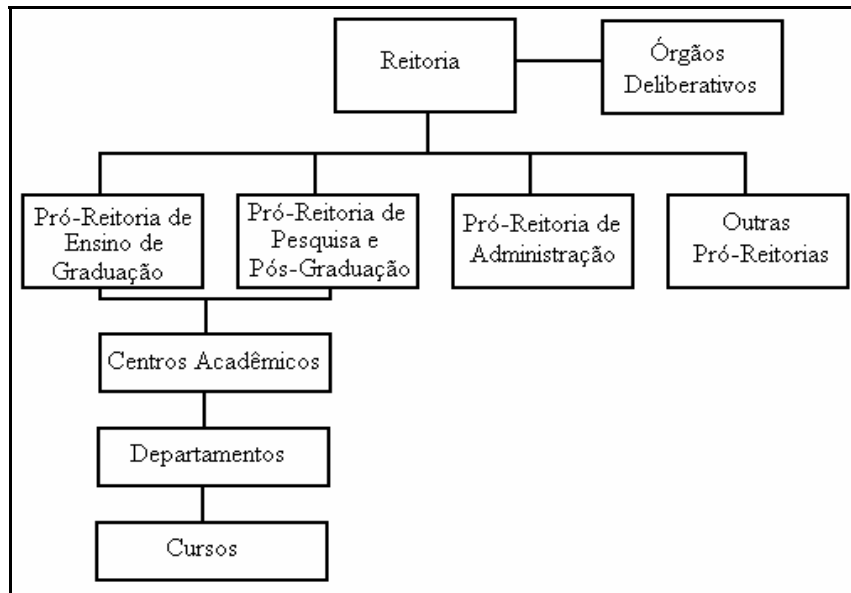 Reitoria
Órgãos
Deliberativos
Pró-Reitoria de
Ensino de
Graduação
Pró-Reitoria de
Pesquisa e
Pós-Graduação
Pró-Reitoria de
Administração
Outras
Pró-Reitorias
Centros Acadêmicos
Departamentos
Cursos